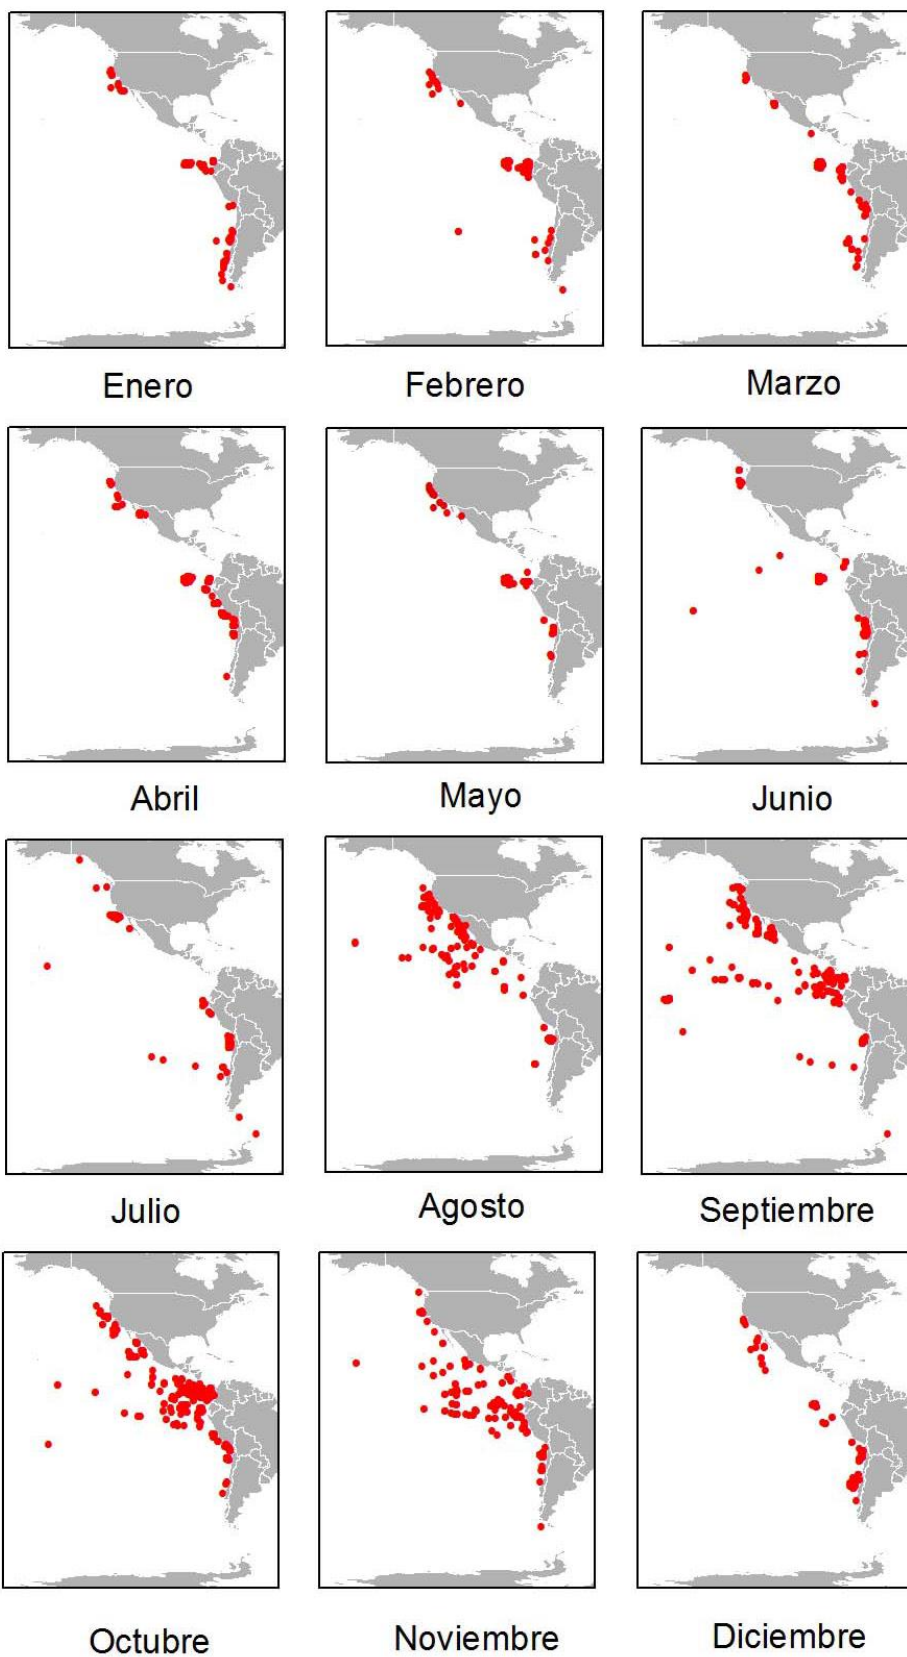 Enero
Febrero
Marzo
Abril
Mayo
Junio
Julio
Agosto
Septiembre
Octubre
Noviembre
Diciembre